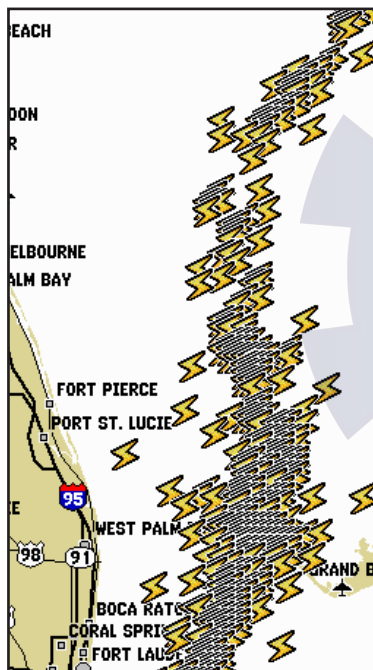 EACH
OON
R
ELBOURNE
ALM BAY
FORT PIERCE
PORT ST. LUCIE
95
E
WEST PALM
98
91
GRAND B
BOCA RATO
CORAL SPRI
FORT LAU